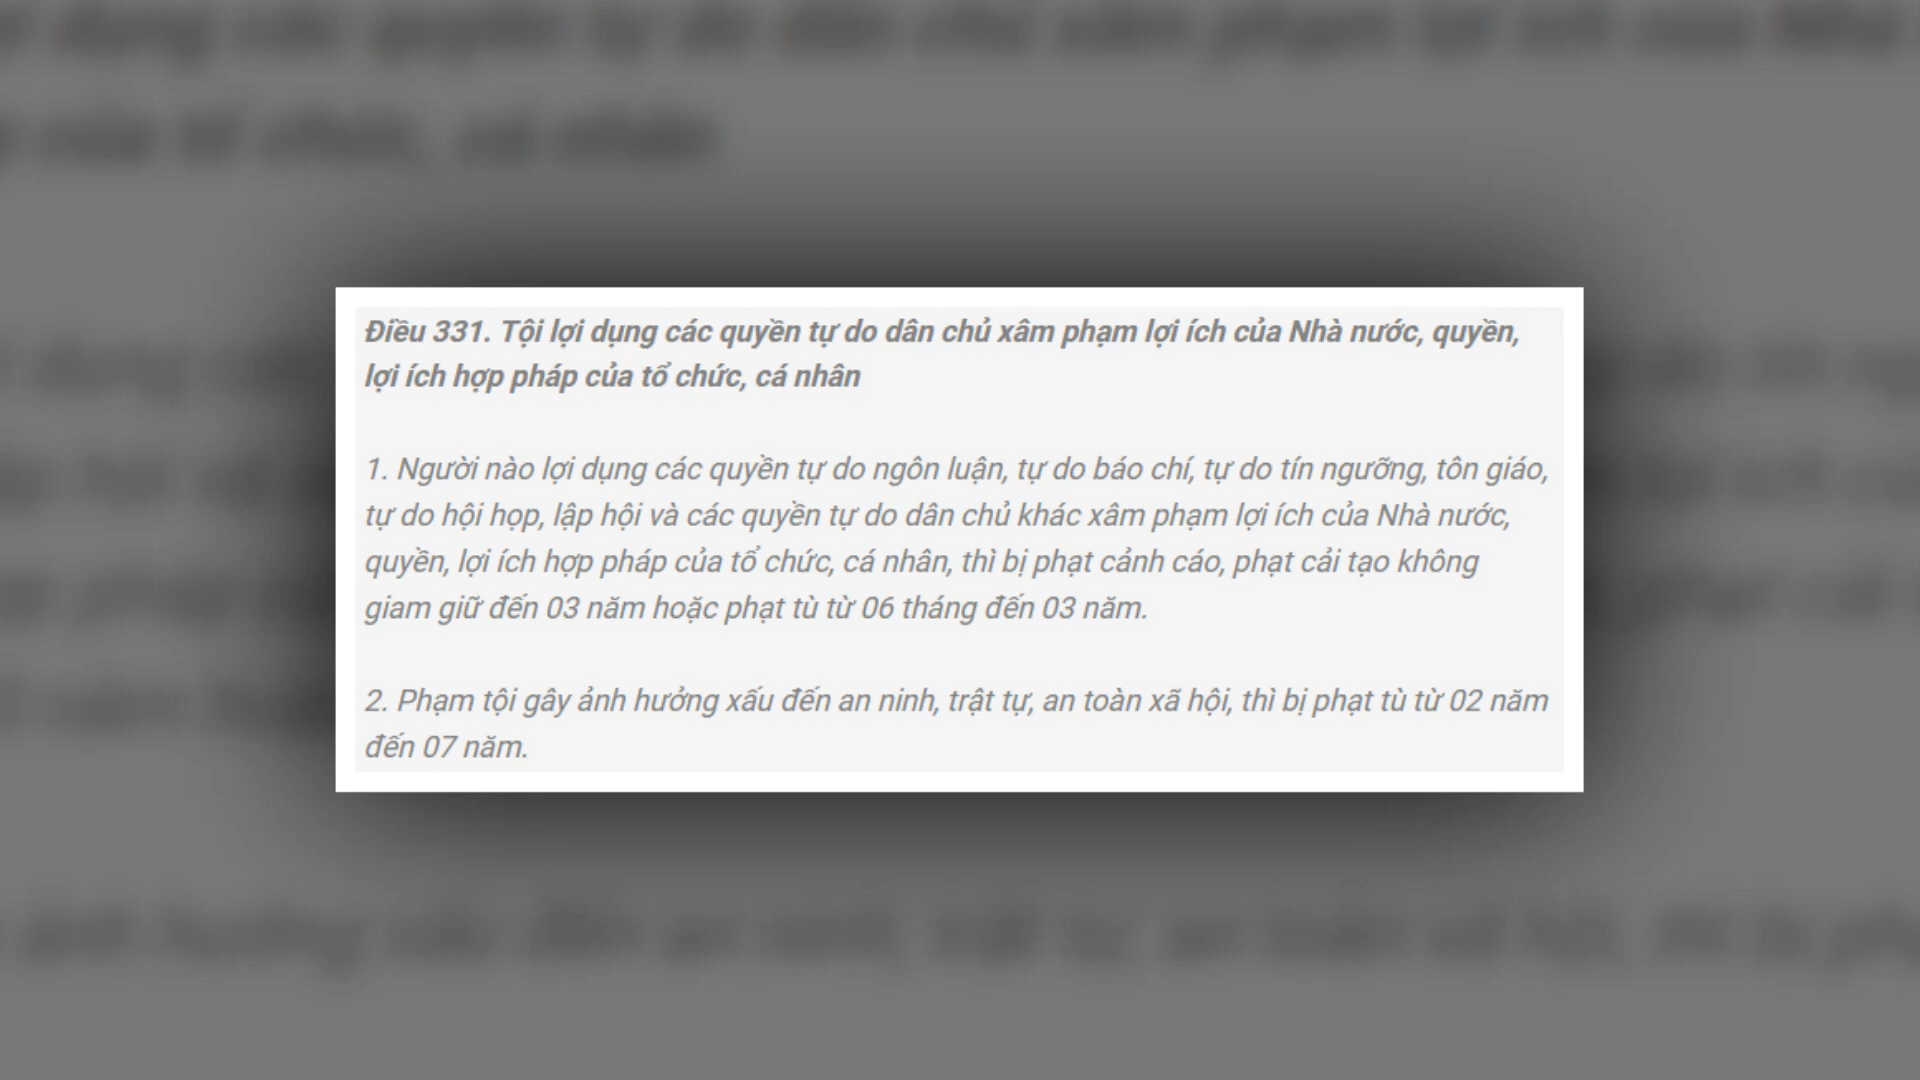 Điều 331. Tội lợi dụng các quyền tự do dân chủ xâm phạm lợi ích của Nhà nước, quyền,
lợi ích hợp pháp của tổ chức, cá nhân
1. Người nào lợi dụng các quyền tự do ngôn luận, tự do báo chí, tự do tín ngưỡng, tôn giáo,
tự do hội họp, lập hội và các quyền tự do dân chủ khác xâm phạm lợi ích của Nhà nước,
quyền, lợi ích hợp pháp của tổ chức, cá nhân, thì bị phạt cảnh cáo, phạt cải tạo không
giam giữ đến 03 năm hoặc phạt tù từ 06 tháng đến 03 năm.
2. Phạm tội gây ảnh hưởng xấu đến an ninh, trật tự, an toàn xã hội, thì bị phạt tù từ 02 năm
đến 07 năm.